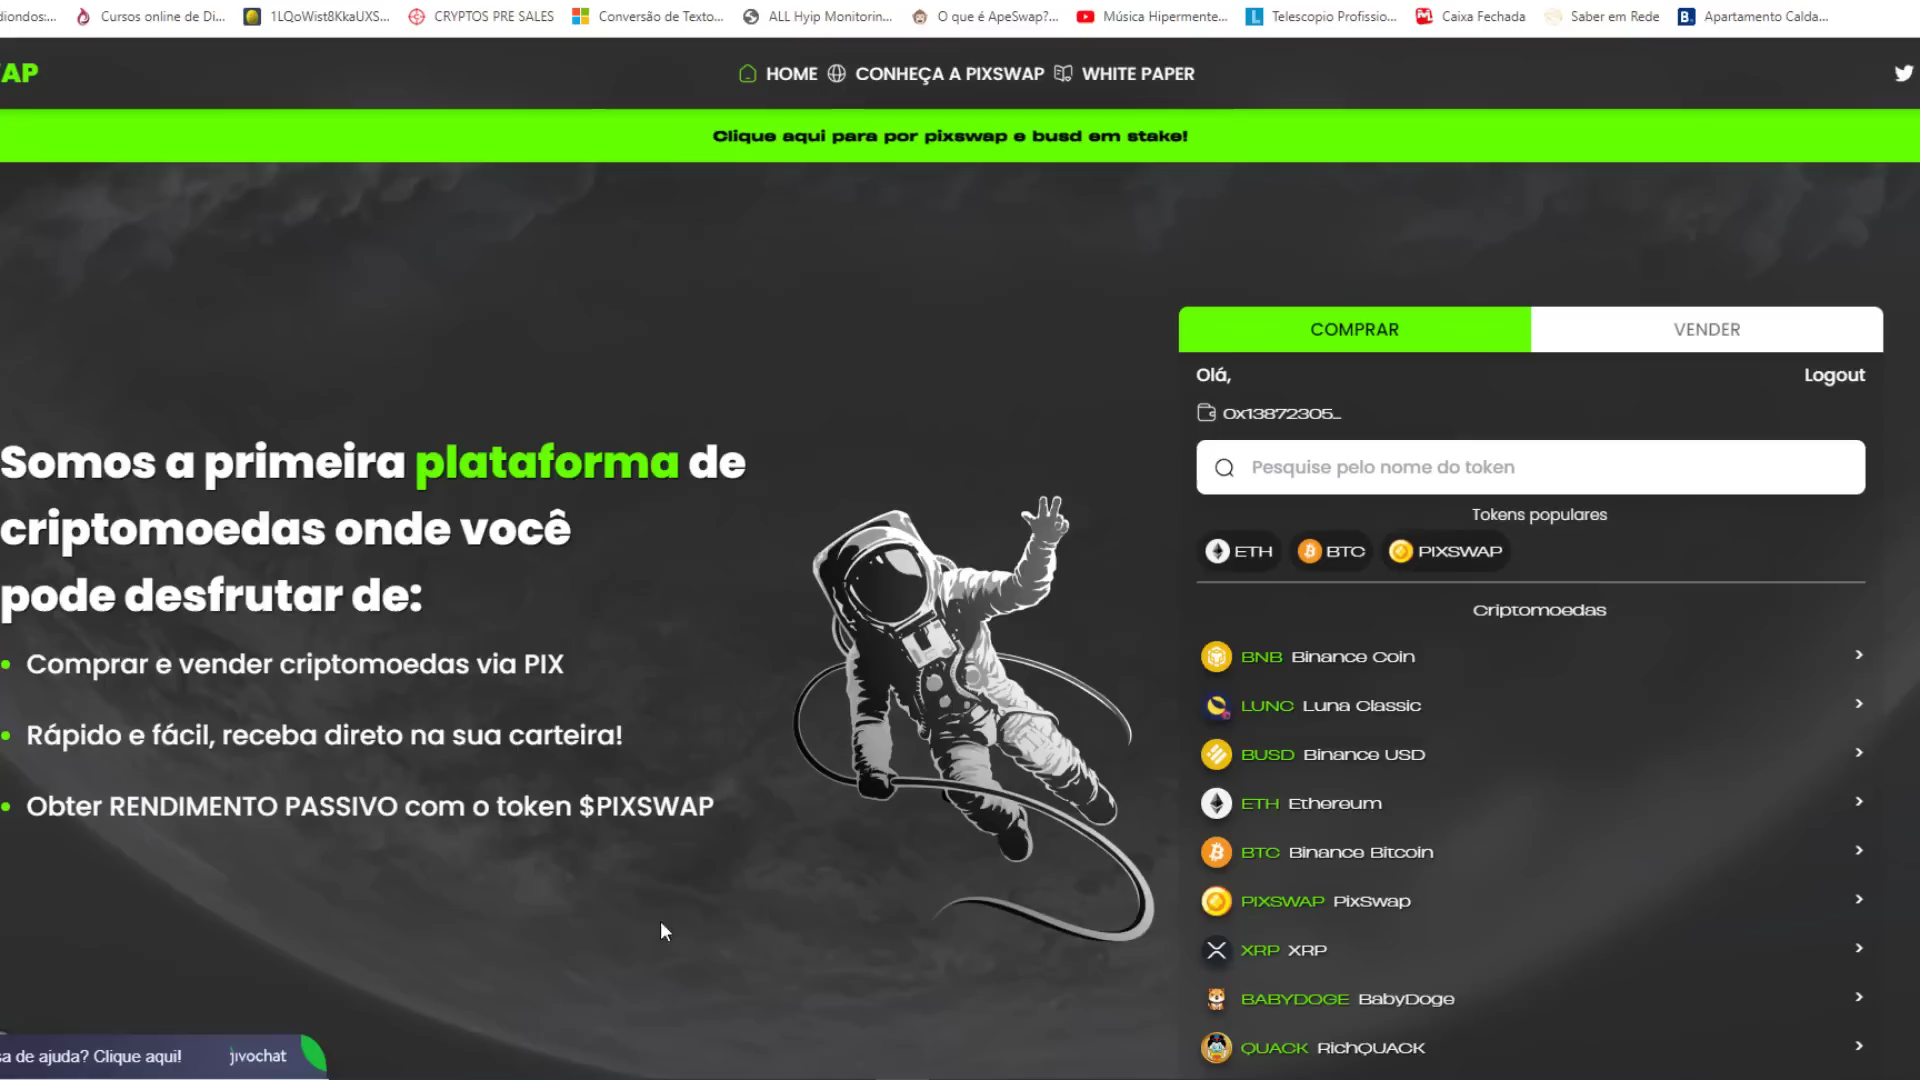 Cursos online de Di...
1LQoWist8KkaUXS...
CRYPTOS PRE SALES
Conversão de Texto...
ALL Hyip Monitorin...
O que é ApeSwap?...
Música Hipermente...
Telescopio Profissio...
Caixa Fechada
Saber em Rede
Apartamento Calda...
AP
HOME
CONHEÇA A PIXSWAP
WHITE PAPER
Clique aqui para por pixswap e busd em stake!
Somos a primeira plataforma de
criptomoedas onde você
pode desfrutar de:
Comprar e vender criptomoedas via PIX
Rápido e fácil, receba direto na sua carteira!
Obter RENDIMENTO PASSIVO com o token $PIXSWAP
COMPRAR
VENDER
Olá,
Logout
0x13872305...
Pesquise pelo nome do token
Tokens populares
ETH
BTC
PIXSWAP
Criptomoedas
BNB Binance Coin
LUNC Luna Classic
BUSD Binance USD
ETH Ethereum
BTC Binance Bitcoin
PIXSWAP PixSwap
XRP XRP
BABYDOGE BabyDoge
QUACK RichQUACK
sa de ajuda? Clique aqui!
jivochat